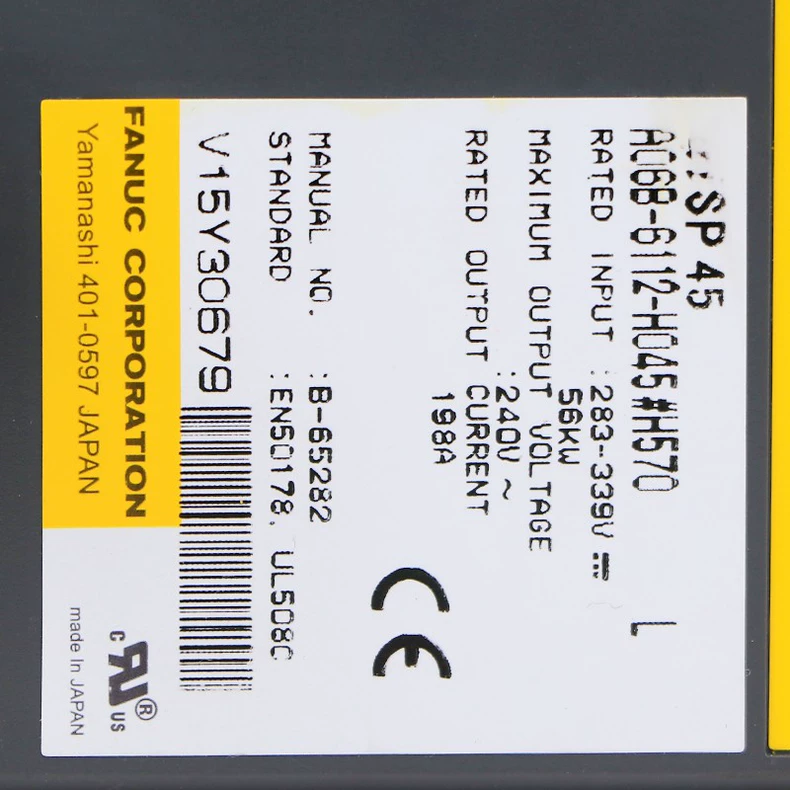 SP 45
A06B-6112-H045#H570 L
RATED INPUT : 283-339V
56KW
MAXIMUM OUTPUT VOLTAGE
: 240V ~
RATED OUTPUT CURRENT
198A
CE
MANUAL NO. : B-65282
STANDARD : EN50178, UL508C
V15Y30679
FANUC CORPORATION
Yamanashi 401-0597 JAPAN
c UR US ®
made In JAPAN